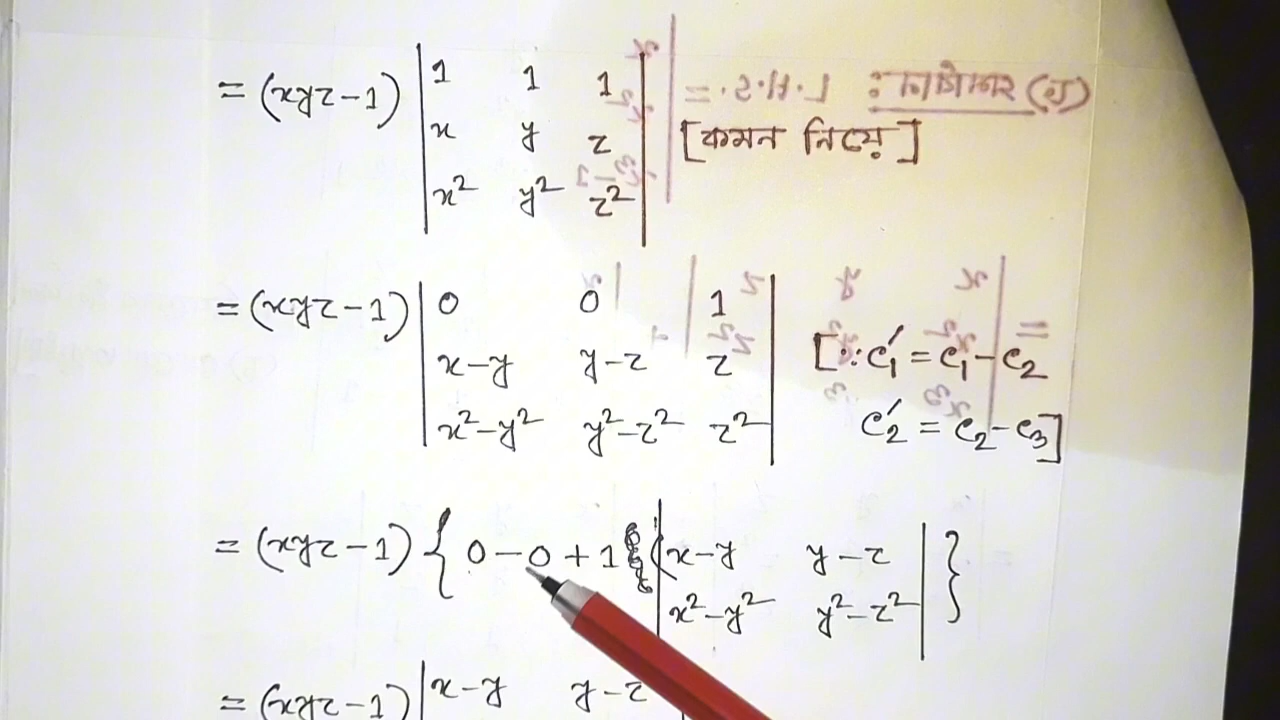 = (xyz-1) | 1 1 1 |
| x y z | [কমন নিয়ে]
| x² y² z² |
= (xyz-1) | 0 0 1 |
| x-y y-z z | [∵ c₁′ = c₁-c₂
| x²-y² y²-z² z² | c₂′ = c₂-c₃]
= (xyz-1) { 0-0+1 | x-y y-z | }
| x²-y² y²-z² |
= (xyz-1) | x-y y-z